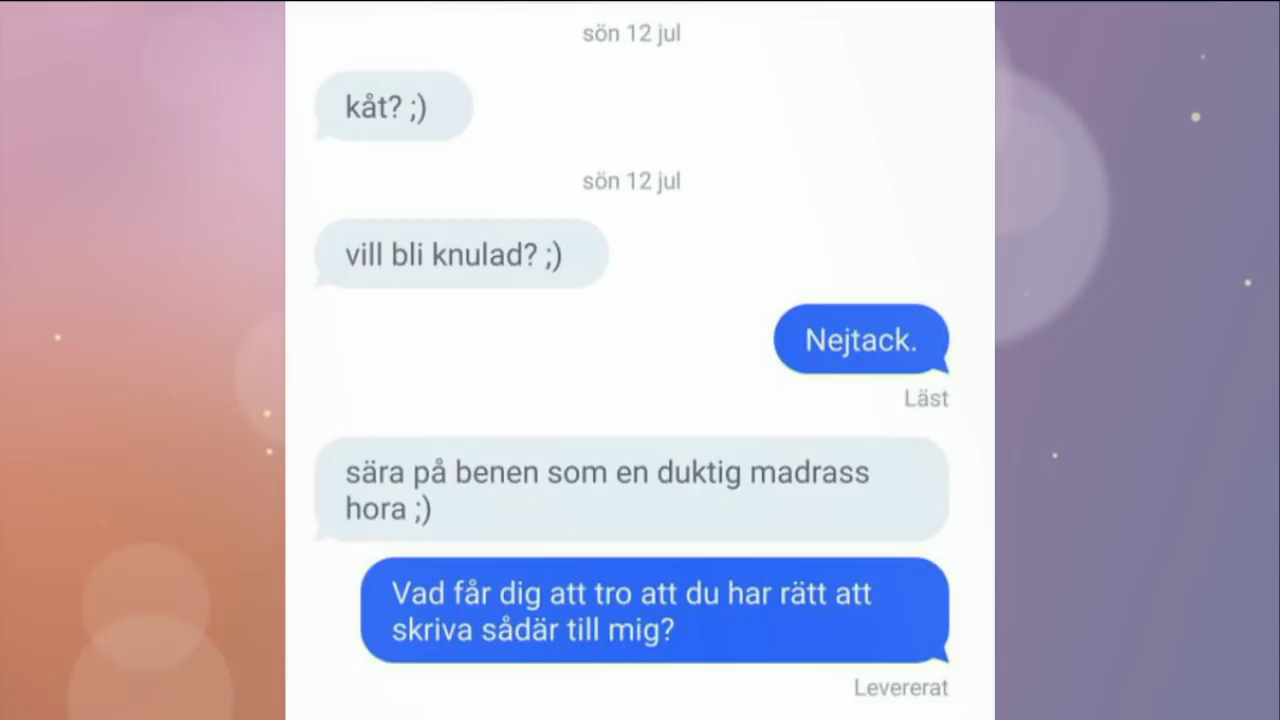 sön 12 jul
kåt? ;)
sön 12 jul
vill bli knulad? ;)
Nejtack.
Läst
sära på benen som en duktig madrass
hora ;)
Vad får dig att tro att du har rätt att
skriva sådär till mig?
Levererat